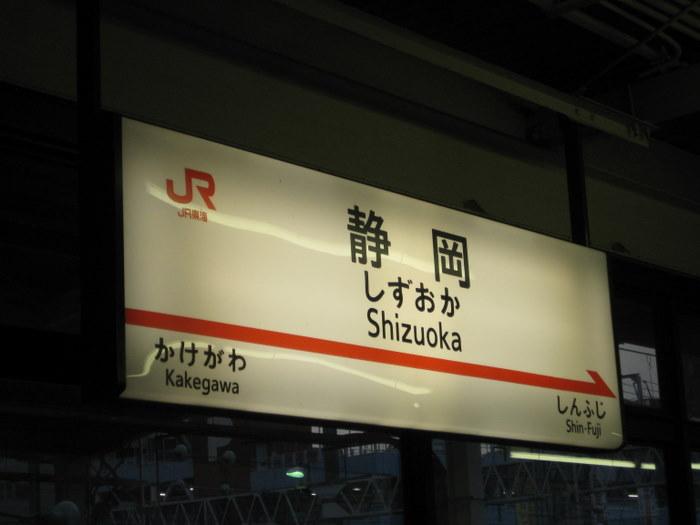 JR
JR東海
静岡
しずおか
Shizuoka
かけがわ
Kakegawa
しんふじ
Shin-Fuji